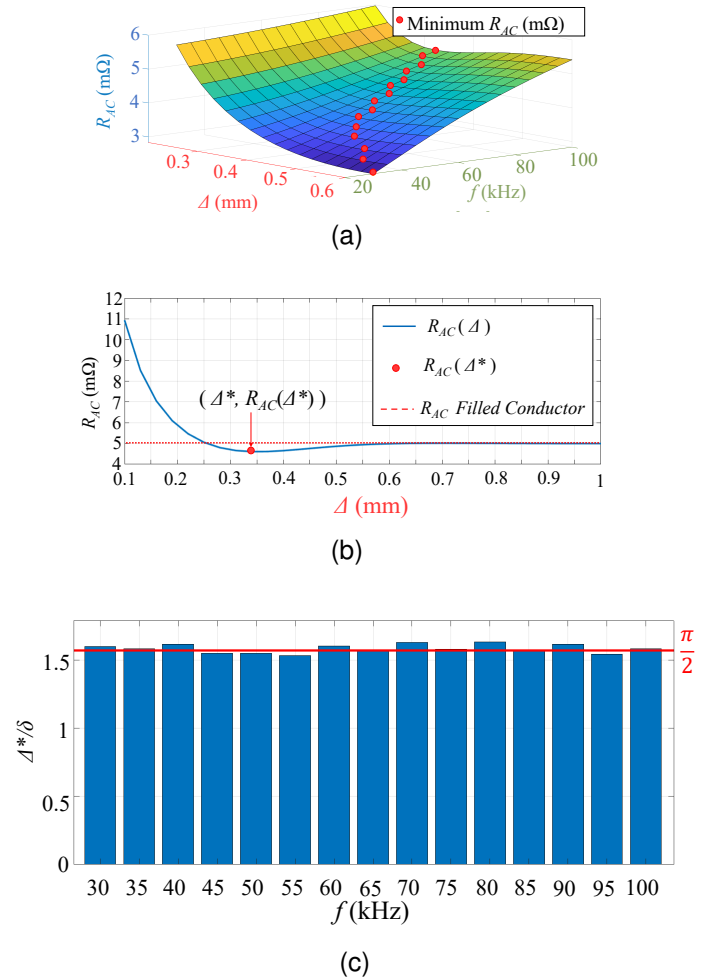 Minimum R_AC (mΩ)
6
5
4
3
R_AC (mΩ)
0.3
0.4
0.5
0.6
Δ (mm)
20
40
60
80
100
f (kHz)
(a)
12
11
10
9
8
7
6
5
4
R_AC (mΩ)
R_AC(Δ)
R_AC(Δ*)
R_AC Filled Conductor
(Δ*, R_AC(Δ*))
0.1 0.2 0.3 0.4 0.5 0.6 0.7 0.8 0.9 1
Δ (mm)
(b)
π/2
1.5
1
0.5
0
Δ*/δ
30 35 40 45 50 55 60 65 70 75 80 85 90 95 100
f (kHz)
(c)